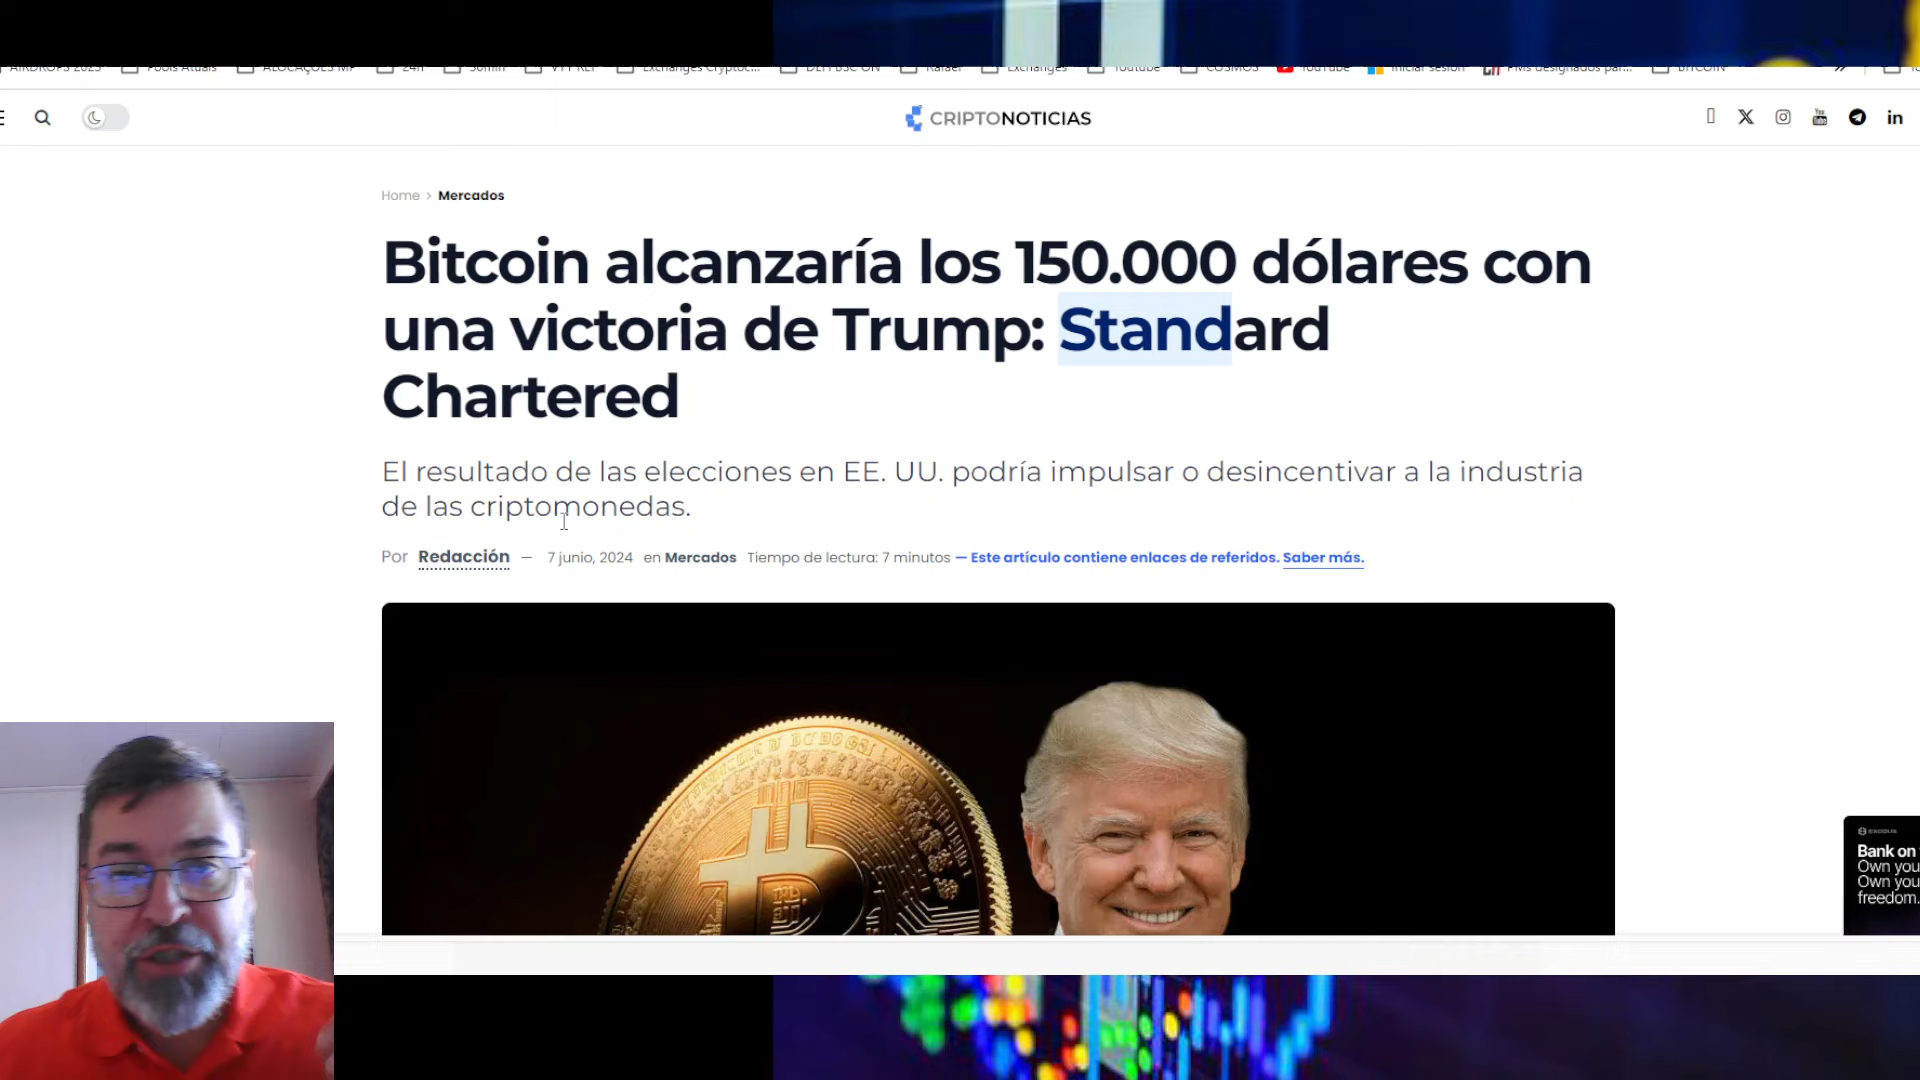 AIRDROPS 2023 Pools Atuais ALOCAÇÕES MP 24h 30min Exchanges Cryptoc... DEFI BSC ON Rafael Exchanges Youtube COSMOS YouTube Iniciar sesión PMs designados par... BITCOIN
CRIPTONOTICIAS
Home > Mercados
Bitcoin alcanzaría los 150.000 dólares con
una victoria de Trump: Standard
Chartered
El resultado de las elecciones en EE. UU. podría impulsar o desincentivar a la industria
de las criptomonedas.
Por Redacción — 7 junio, 2024 en Mercados Tiempo de lectura: 7 minutos — Este artículo contiene enlaces de referidos. Saber más.
EXODUS
Bank on
Own you
Own you
freedom.